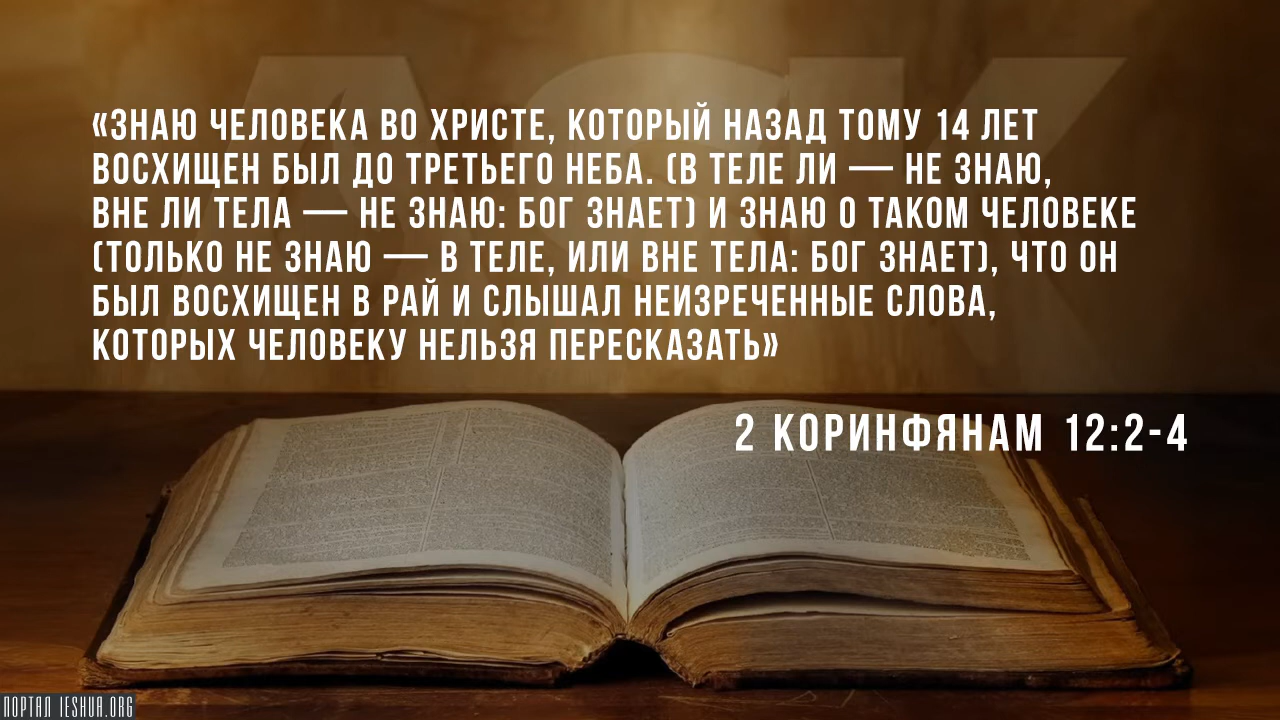 «ЗНАЮ ЧЕЛОВЕКА ВО ХРИСТЕ, КОТОРЫЙ НАЗАД ТОМУ 14 ЛЕТ
ВОСХИЩЕН БЫЛ ДО ТРЕТЬЕГО НЕБА. (В ТЕЛЕ ЛИ — НЕ ЗНАЮ,
ВНЕ ЛИ ТЕЛА — НЕ ЗНАЮ: БОГ ЗНАЕТ) И ЗНАЮ О ТАКОМ ЧЕЛОВЕКЕ
(ТОЛЬКО НЕ ЗНАЮ — В ТЕЛЕ, ИЛИ ВНЕ ТЕЛА: БОГ ЗНАЕТ), ЧТО ОН
БЫЛ ВОСХИЩЕН В РАЙ И СЛЫШАЛ НЕИЗРЕЧЕННЫЕ СЛОВА,
КОТОРЫХ ЧЕЛОВЕКУ НЕЛЬЗЯ ПЕРЕСКАЗАТЬ»
2 КОРИНФЯНАМ 12:2-4
ПОРТАЛ IESHUA.ORG